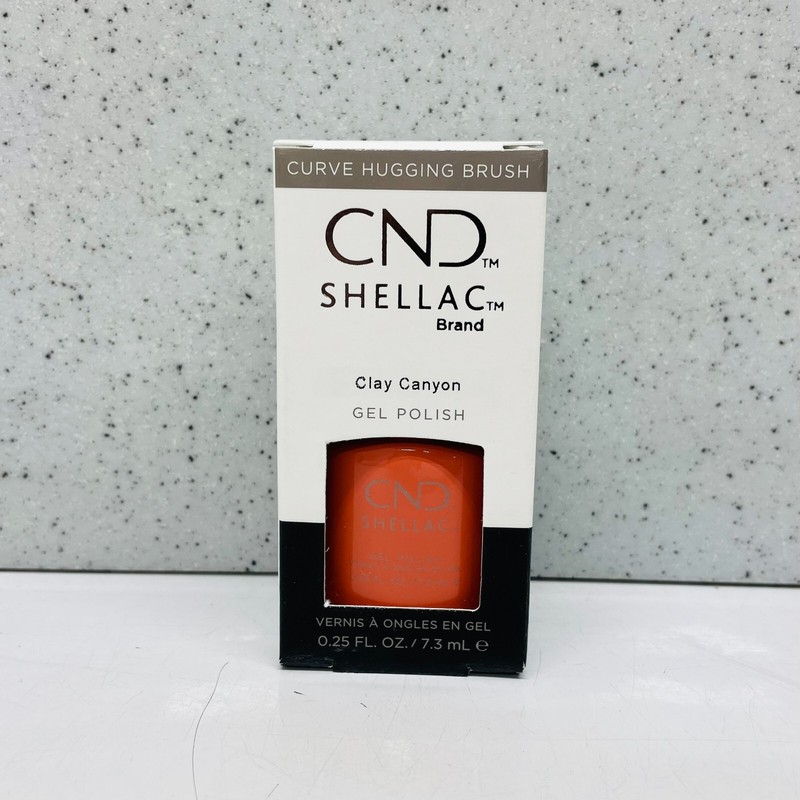 CURVE HUGGING BRUSH
CND™
SHELLAC™
Brand
Clay Canyon
GEL POLISH
CND
SHELLAC
VERNIS À ONGLES EN GEL
0.25 FL. OZ. / 7.3 mL ℮